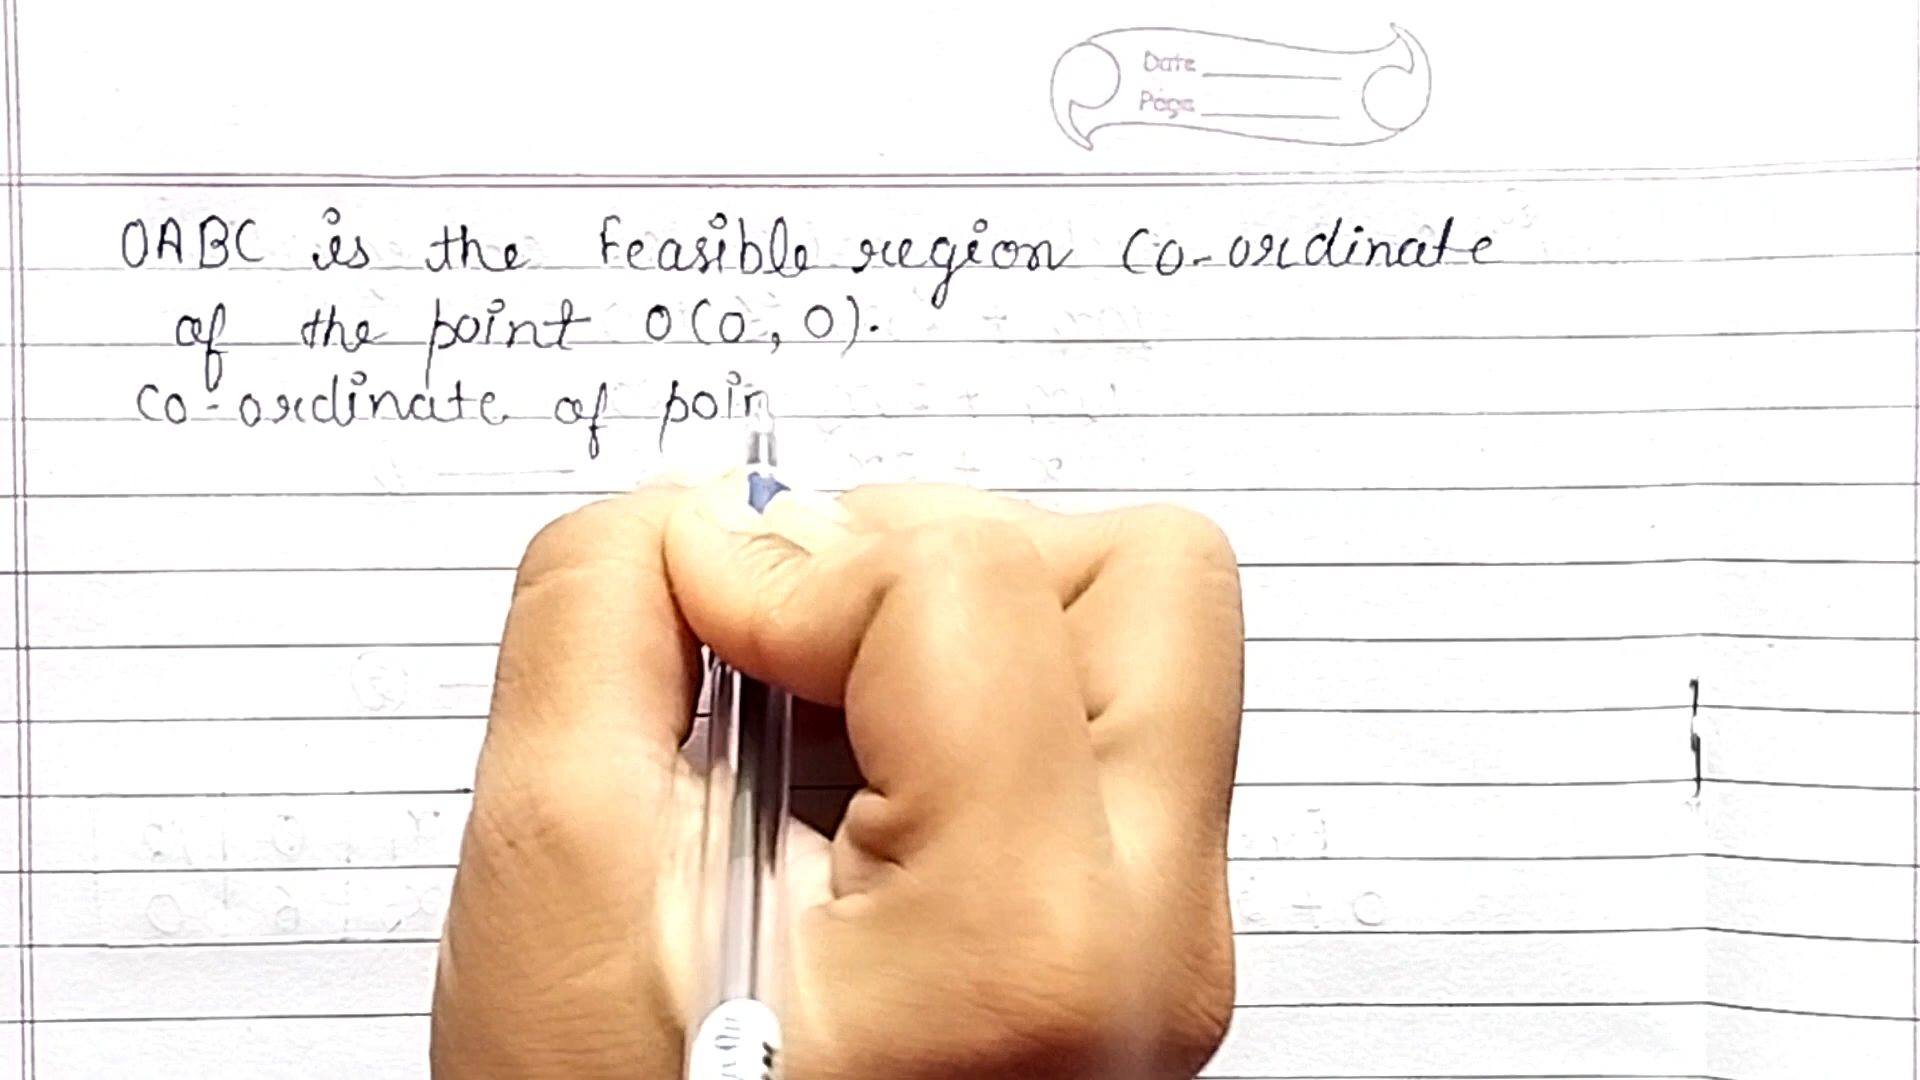 Date
Page
OABC is the feasible region co-ordinate
of the point O(0,0).
co-ordinate of poin